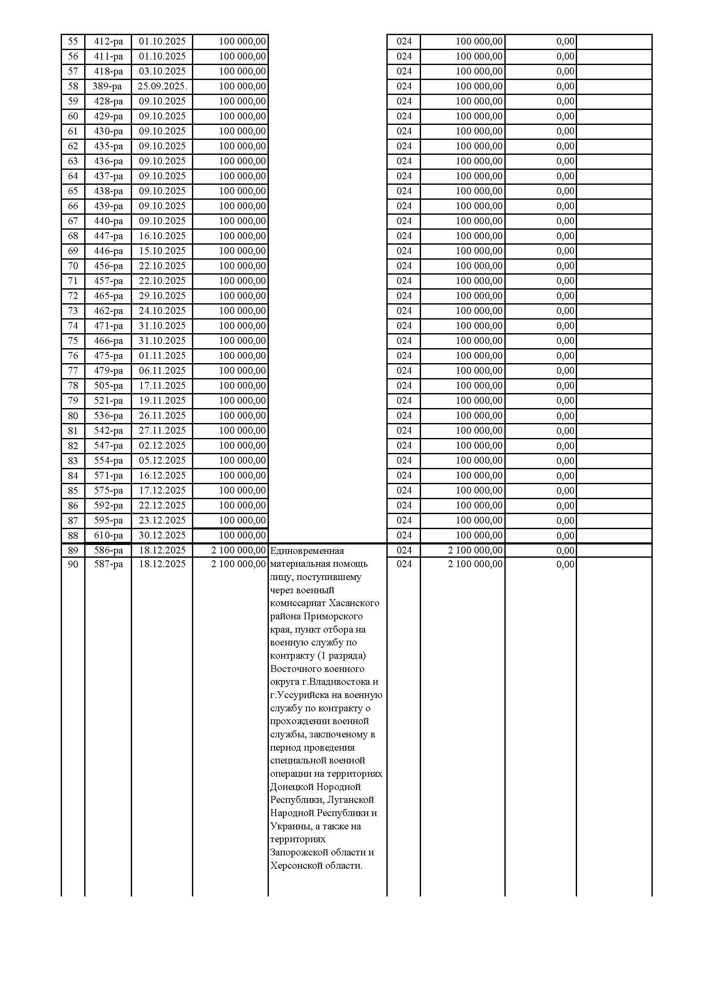 55 412-ра 01.10.2025 100 000,00 024 100 000,00 0,00
56 411-ра 01.10.2025 100 000,00 024 100 000,00 0,00
57 418-ра 03.10.2025 100 000,00 024 100 000,00 0,00
58 389-ра 25.09.2025. 100 000,00 024 100 000,00 0,00
59 428-ра 09.10.2025 100 000,00 024 100 000,00 0,00
60 429-ра 09.10.2025 100 000,00 024 100 000,00 0,00
61 430-ра 09.10.2025 100 000,00 024 100 000,00 0,00
62 435-ра 09.10.2025 100 000,00 024 100 000,00 0,00
63 436-ра 09.10.2025 100 000,00 024 100 000,00 0,00
64 437-ра 09.10.2025 100 000,00 024 100 000,00 0,00
65 438-ра 09.10.2025 100 000,00 024 100 000,00 0,00
66 439-ра 09.10.2025 100 000,00 024 100 000,00 0,00
67 440-ра 09.10.2025 100 000,00 024 100 000,00 0,00
68 447-ра 16.10.2025 100 000,00 024 100 000,00 0,00
69 446-ра 15.10.2025 100 000,00 024 100 000,00 0,00
70 456-ра 22.10.2025 100 000,00 024 100 000,00 0,00
71 457-ра 22.10.2025 100 000,00 024 100 000,00 0,00
72 465-ра 29.10.2025 100 000,00 024 100 000,00 0,00
73 462-ра 24.10.2025 100 000,00 024 100 000,00 0,00
74 471-ра 31.10.2025 100 000,00 024 100 000,00 0,00
75 466-ра 31.10.2025 100 000,00 024 100 000,00 0,00
76 475-ра 01.11.2025 100 000,00 024 100 000,00 0,00
77 479-ра 06.11.2025 100 000,00 024 100 000,00 0,00
78 505-ра 17.11.2025 100 000,00 024 100 000,00 0,00
79 521-ра 19.11.2025 100 000,00 024 100 000,00 0,00
80 536-ра 26.11.2025 100 000,00 024 100 000,00 0,00
81 542-ра 27.11.2025 100 000,00 024 100 000,00 0,00
82 547-ра 02.12.2025 100 000,00 024 100 000,00 0,00
83 554-ра 05.12.2025 100 000,00 024 100 000,00 0,00
84 571-ра 16.12.2025 100 000,00 024 100 000,00 0,00
85 575-ра 17.12.2025 100 000,00 024 100 000,00 0,00
86 592-ра 22.12.2025 100 000,00 024 100 000,00 0,00
87 595-ра 23.12.2025 100 000,00 024 100 000,00 0,00
88 610-ра 30.12.2025 100 000,00 024 100 000,00 0,00
89 586-ра 18.12.2025 2 100 000,00 Единовременная 024 2 100 000,00 0,00
90 587-ра 18.12.2025 2 100 000,00 материальная помощь 024 2 100 000,00 0,00
лицу, поступившему
через военный
комиссариат Хасанского
района Приморского
края, пункт отбора на
военную службу по
контракту (1 разряда)
Восточного военного
округа г.Владивостока и
г.Уссурийска на военную
службу по контракту о
прохождении военной
службы, заключеному в
период проведения
специальной военной
операции на территориях
Донецкой Нородной
Республики, Луганской
Народной Республики и
Украины, а также на
территориях
Запорожской области и
Херсонской области.